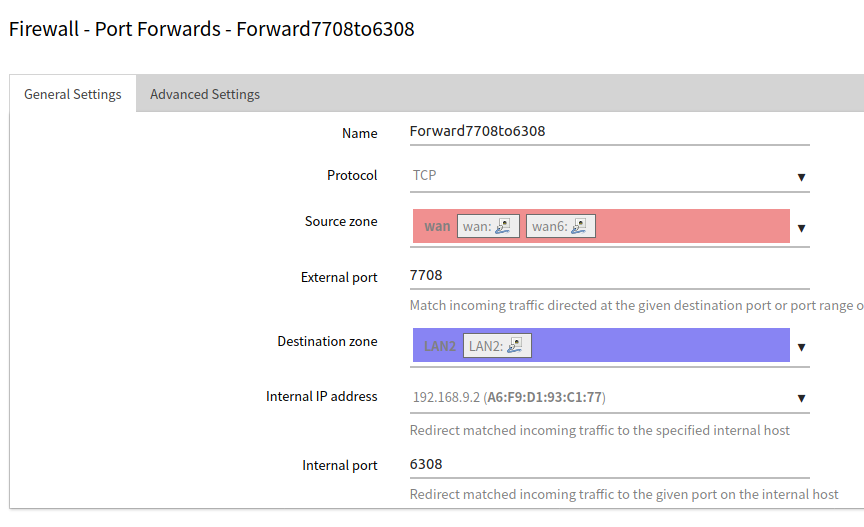 Firewall - Port Forwards - Forward7708to6308
General Settings Advanced Settings
Name Forward7708to6308
Protocol TCP
Source zone wan wan: wan6:
External port 7708
Match incoming traffic directed at the given destination port or port range o
Destination zone LAN2 LAN2:
Internal IP address 192.168.9.2 (A6:F9:D1:93:C1:77)
Redirect matched incoming traffic to the specified internal host
Internal port 6308
Redirect matched incoming traffic to the given port on the internal host